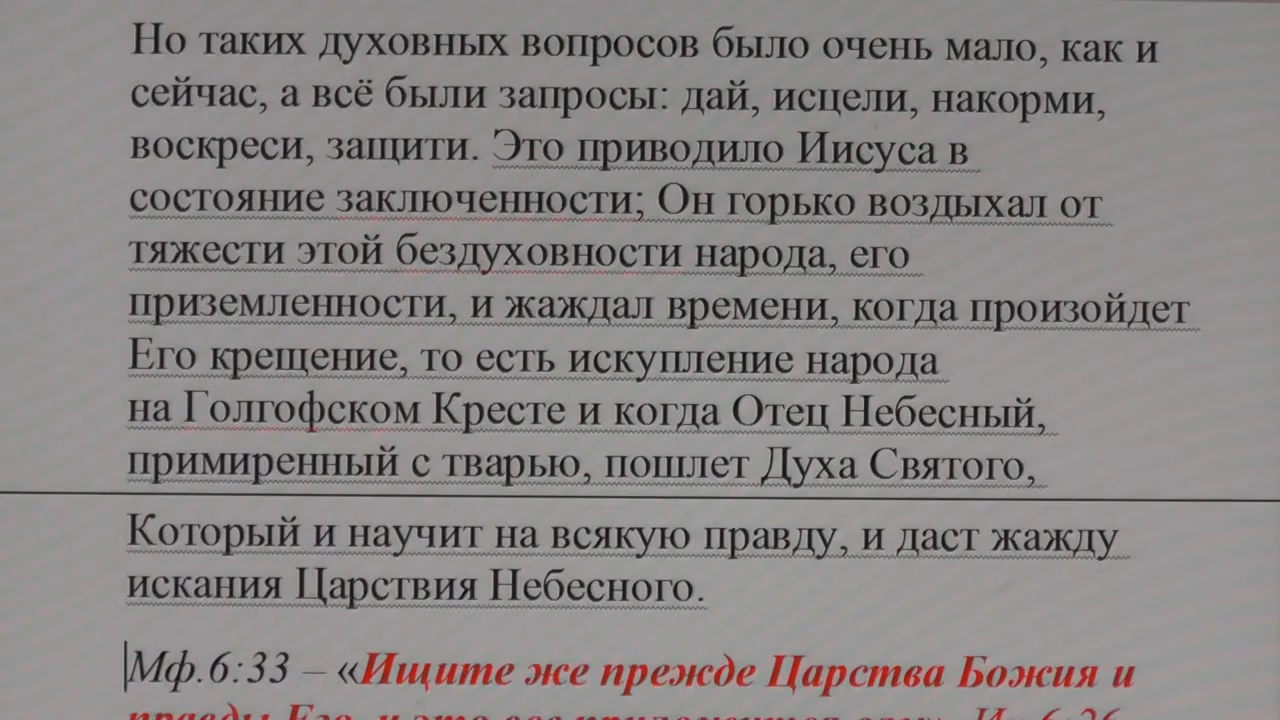 Но таких духовных вопросов было очень мало, как и
сейчас, а всё были запросы: дай, исцели, накорми,
воскреси, защити. Это приводило Иисуса в
состояние заключенности; Он горько воздыхал от
тяжести этой бездуховности народа, его
приземленности, и жаждал времени, когда произойдет
Его крещение, то есть искупление народа
на Голгофском Кресте и когда Отец Небесный,
примиренный с тварью, пошлет Духа Святого,
Который и научит на всякую правду, и даст жажду
искания Царствия Небесного.
Мф.6:33 – «Ищите же прежде Царства Божия и